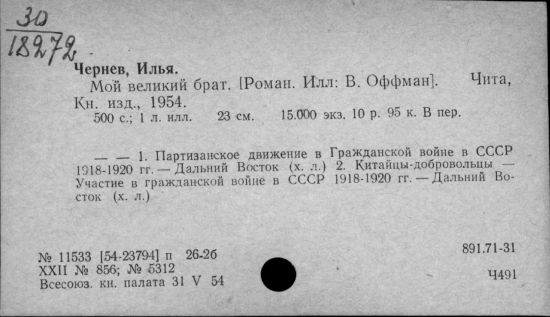 30
18272
Чернев, Илья.
Мой великий брат. [Роман. Илл: В. Оффман]. Чита,
Кн. изд., 1954.
500 с.; 1 л. илл. 23 см. 15.000 экз. 10 р. 95 к. В пер.
— — 1. Партизанское движение в Гражданской войне в СССР
1918-1920 гг. — Дальний Восток (х. л.) 2. Китайцы-добровольцы —
Участие в гражданской войне в СССР 1918-1920 гг. — Дальний Во-
сток (х. л.)
№ 11533 [54-23794] п 26-2б
891.71-31
XXII № 856; № 5312
Ч491
Всесоюз. кн. палата 31 V 54